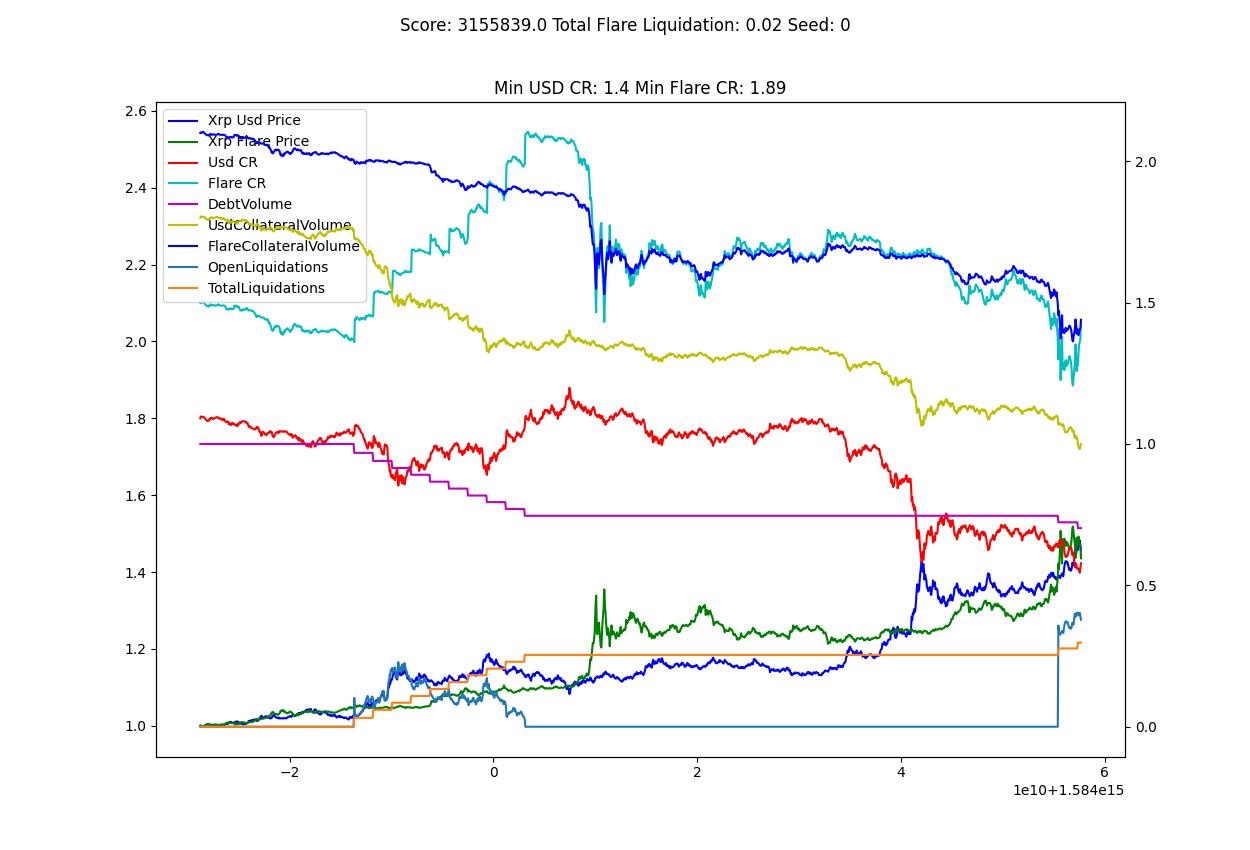 Score: 3155839.0 Total Flare Liquidation: 0.02 Seed: 0
Min USD CR: 1.4 Min Flare CR: 1.89
Xrp Usd Price
Xrp Flare Price
Usd CR
Flare CR
DebtVolume
UsdCollateralVolume
FlareCollateralVolume
OpenLiquidations
TotalLiquidations
2.6
2.4
2.2
2.0
1.8
1.6
1.4
1.2
1.0
2.0
1.5
1.0
0.5
0.0
−2 0 2 4 6
1e10+1.584e15